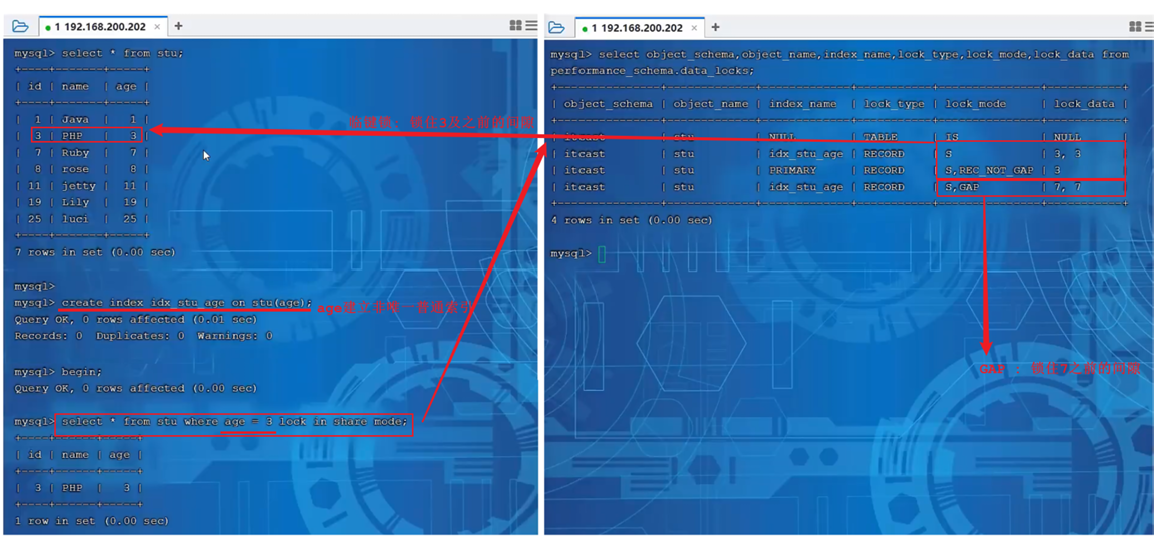 1 192.168.200.202 × +
mysql> select * from stu;
+----+-------+-----+
| id | name | age |
+----+-------+-----+
| 1 | Java | 1 |
| 3 | PHP | 3 |
| 7 | Ruby | 7 |
| 8 | rose | 8 |
| 11 | jetty | 11 |
| 19 | Lily | 19 |
| 25 | luci | 25 |
+----+-------+-----+
7 rows in set (0.00 sec)
mysql>
mysql> create index idx_stu_age on stu(age);
age建立非唯一普通索引
Query OK, 0 rows affected (0.01 sec)
Records: 0 Duplicates: 0 Warnings: 0
mysql> begin;
Query OK, 0 rows affected (0.00 sec)
mysql> select * from stu where age = 3 lock in share mode;
+----+------+-----+
| id | name | age |
+----+------+-----+
| 3 | PHP | 3 |
+----+------+-----+
1 row in set (0.00 sec)
临键锁: 锁住3及之前的间隙
1 192.168.200.202 × +
mysql> select object_schema,object_name,index_name,lock_type,lock_mode,lock_data from
performance_schema.data_locks;
+---------------+-------------+-------------+-----------+---------------+-----------+
| object_schema | object_name | index_name | lock_type | lock_mode | lock_data |
+---------------+-------------+-------------+-----------+---------------+-----------+
| itcast | stu | NULL | TABLE | IS | NULL |
| itcast | stu | idx_stu_age | RECORD | S | 3, 3 |
| itcast | stu | PRIMARY | RECORD | S,REC_NOT_GAP | 3 |
| itcast | stu | idx_stu_age | RECORD | S,GAP | 7, 7 |
+---------------+-------------+-------------+-----------+---------------+-----------+
4 rows in set (0.00 sec)
mysql>
GAP : 锁住7之前的间隙